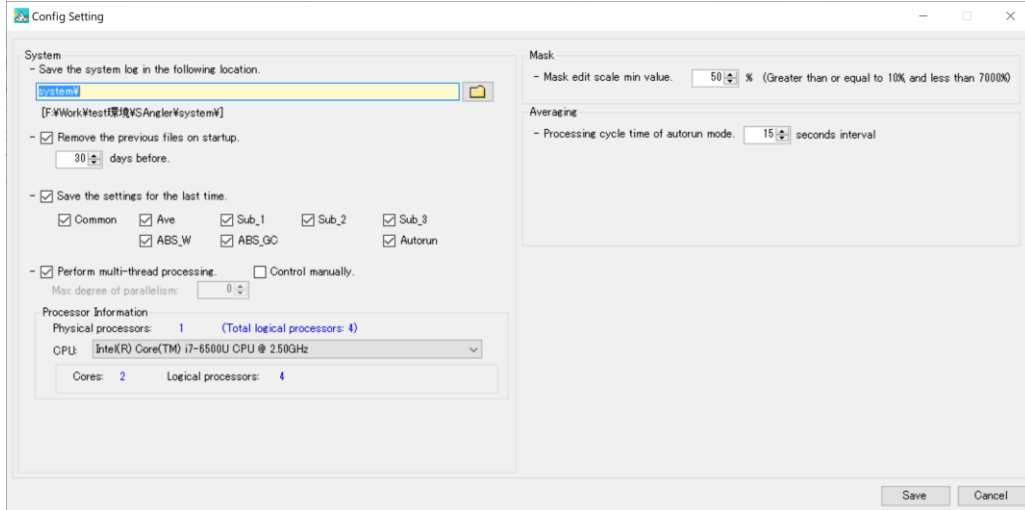 Config Setting
System
- Save the system log in the following location.
system¥
[F:¥Work¥test環境¥SAngler¥system¥]
- Remove the previous files on startup.
30 days before.
- Save the settings for the last time.
Common Ave Sub_1 Sub_2 Sub_3
ABS_W ABS_GC Autorun
- Perform multi-thread processing. Control manually.
Max degree of parallelism: 0
Processor Information
Physical processors: 1 (Total logical processors: 4)
CPU: Intel(R) Core(TM) i7-6500U CPU @ 2.50GHz
Cores: 2 Logical processors: 4
Mask
- Mask edit scale min value. 50 % (Greater than or equal to 10% and less than 7000%)
Averaging
- Processing cycle time of autorun mode. 15 seconds interval
Save Cancel